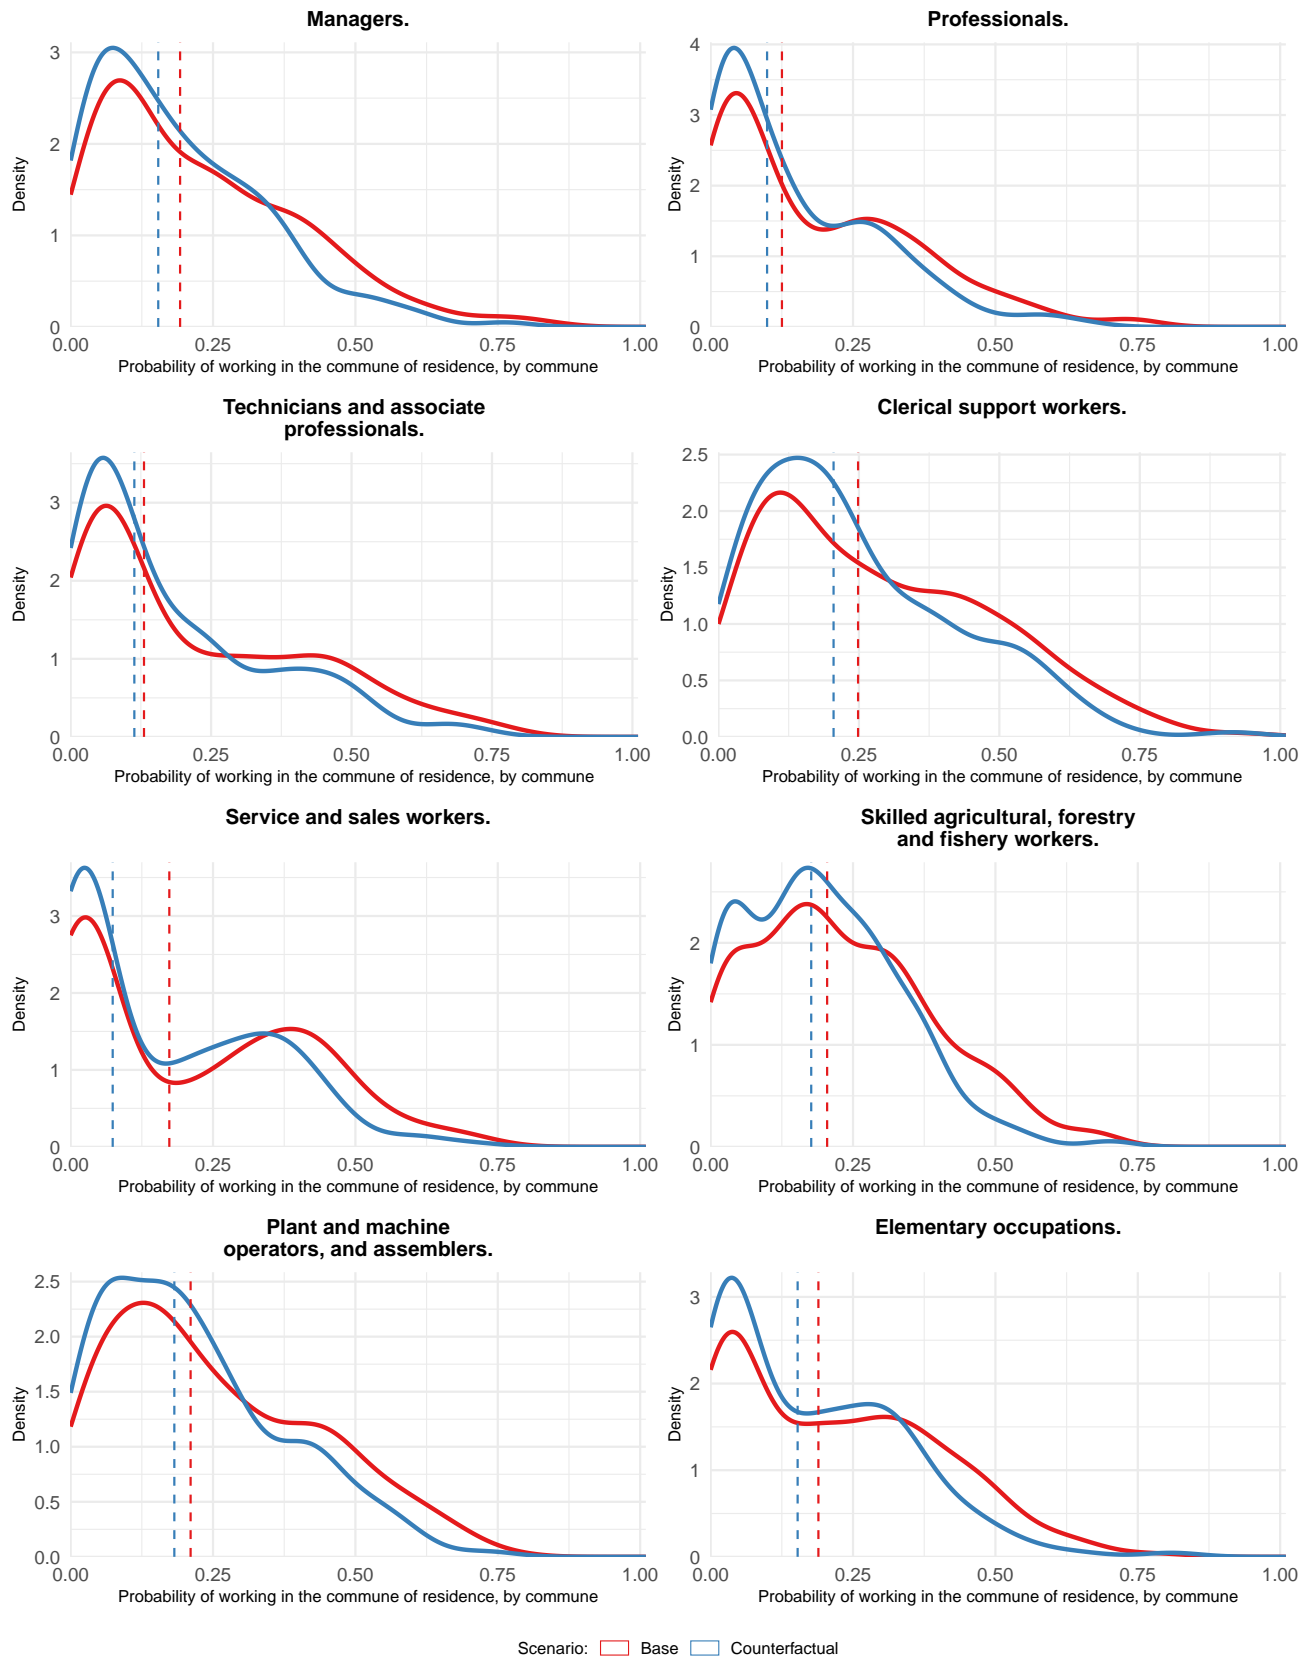 Managers.
3
2
1
0
Density
0.00 0.25 0.50 0.75 1.00
Probability of working in the commune of residence, by commune
Professionals.
4
3
2
1
0
Density
0.00 0.25 0.50 0.75 1.00
Probability of working in the commune of residence, by commune
Technicians and associate
professionals.
3
2
1
0
Density
0.00 0.25 0.50 0.75 1.00
Probability of working in the commune of residence, by commune
Clerical support workers.
2.5
2.0
1.5
1.0
0.5
0.0
Density
0.00 0.25 0.50 0.75 1.00
Probability of working in the commune of residence, by commune
Service and sales workers.
3
2
1
0
Density
0.00 0.25 0.50 0.75 1.00
Probability of working in the commune of residence, by commune
Skilled agricultural, forestry
and fishery workers.
2
1
0
Density
0.00 0.25 0.50 0.75 1.00
Probability of working in the commune of residence, by commune
Plant and machine
operators, and assemblers.
2.5
2.0
1.5
1.0
0.5
0.0
Density
0.00 0.25 0.50 0.75 1.00
Probability of working in the commune of residence, by commune
Elementary occupations.
3
2
1
0
Density
0.00 0.25 0.50 0.75 1.00
Probability of working in the commune of residence, by commune
Scenario: Base Counterfactual